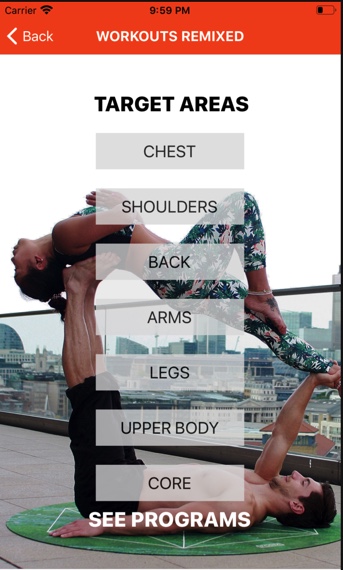 Carrier 9:59 PM
Back WORKOUTS REMIXED
TARGET AREAS
CHEST
SHOULDERS
BACK
ARMS
LEGS
UPPER BODY
CORE
SEE PROGRAMS